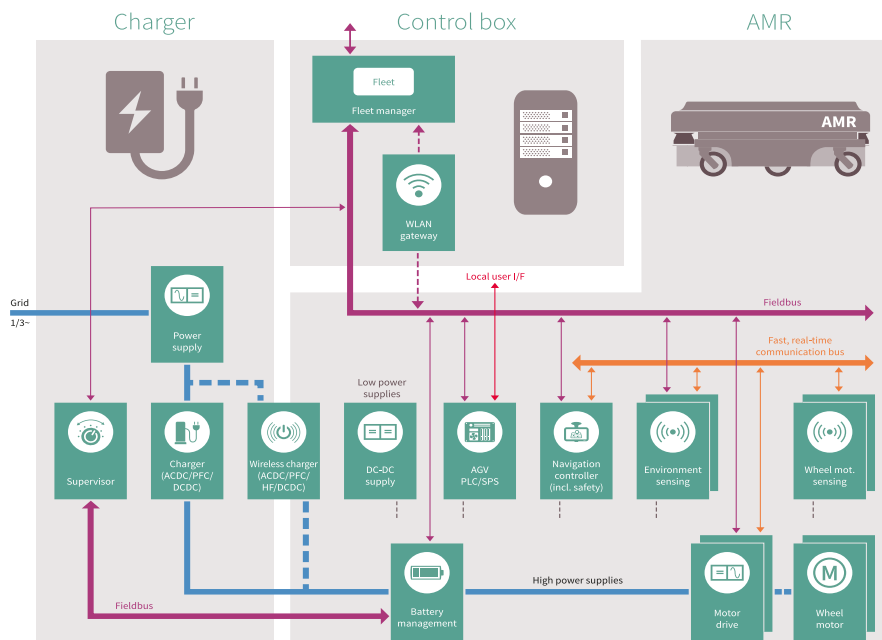 Charger
Control box
AMR
Fleet
Fleet manager
AMR
WLAN
gateway
Local user I/F
Grid
1/3~
Fieldbus
Power
supply
Fast, real-time
communication bus
Low power
supplies
Supervisor
Charger
(ACDC/PFC/
DCDC)
Wireless charger
(ACDC/PFC/
HF/DCDC)
DC-DC
supply
AGV
PLC/SPS
Navigation
controller
(incl. safety)
Environment
sensing
Wheel mot.
sensing
High power supplies
Fieldbus
Battery
management
Motor
drive
M
Wheel
motor